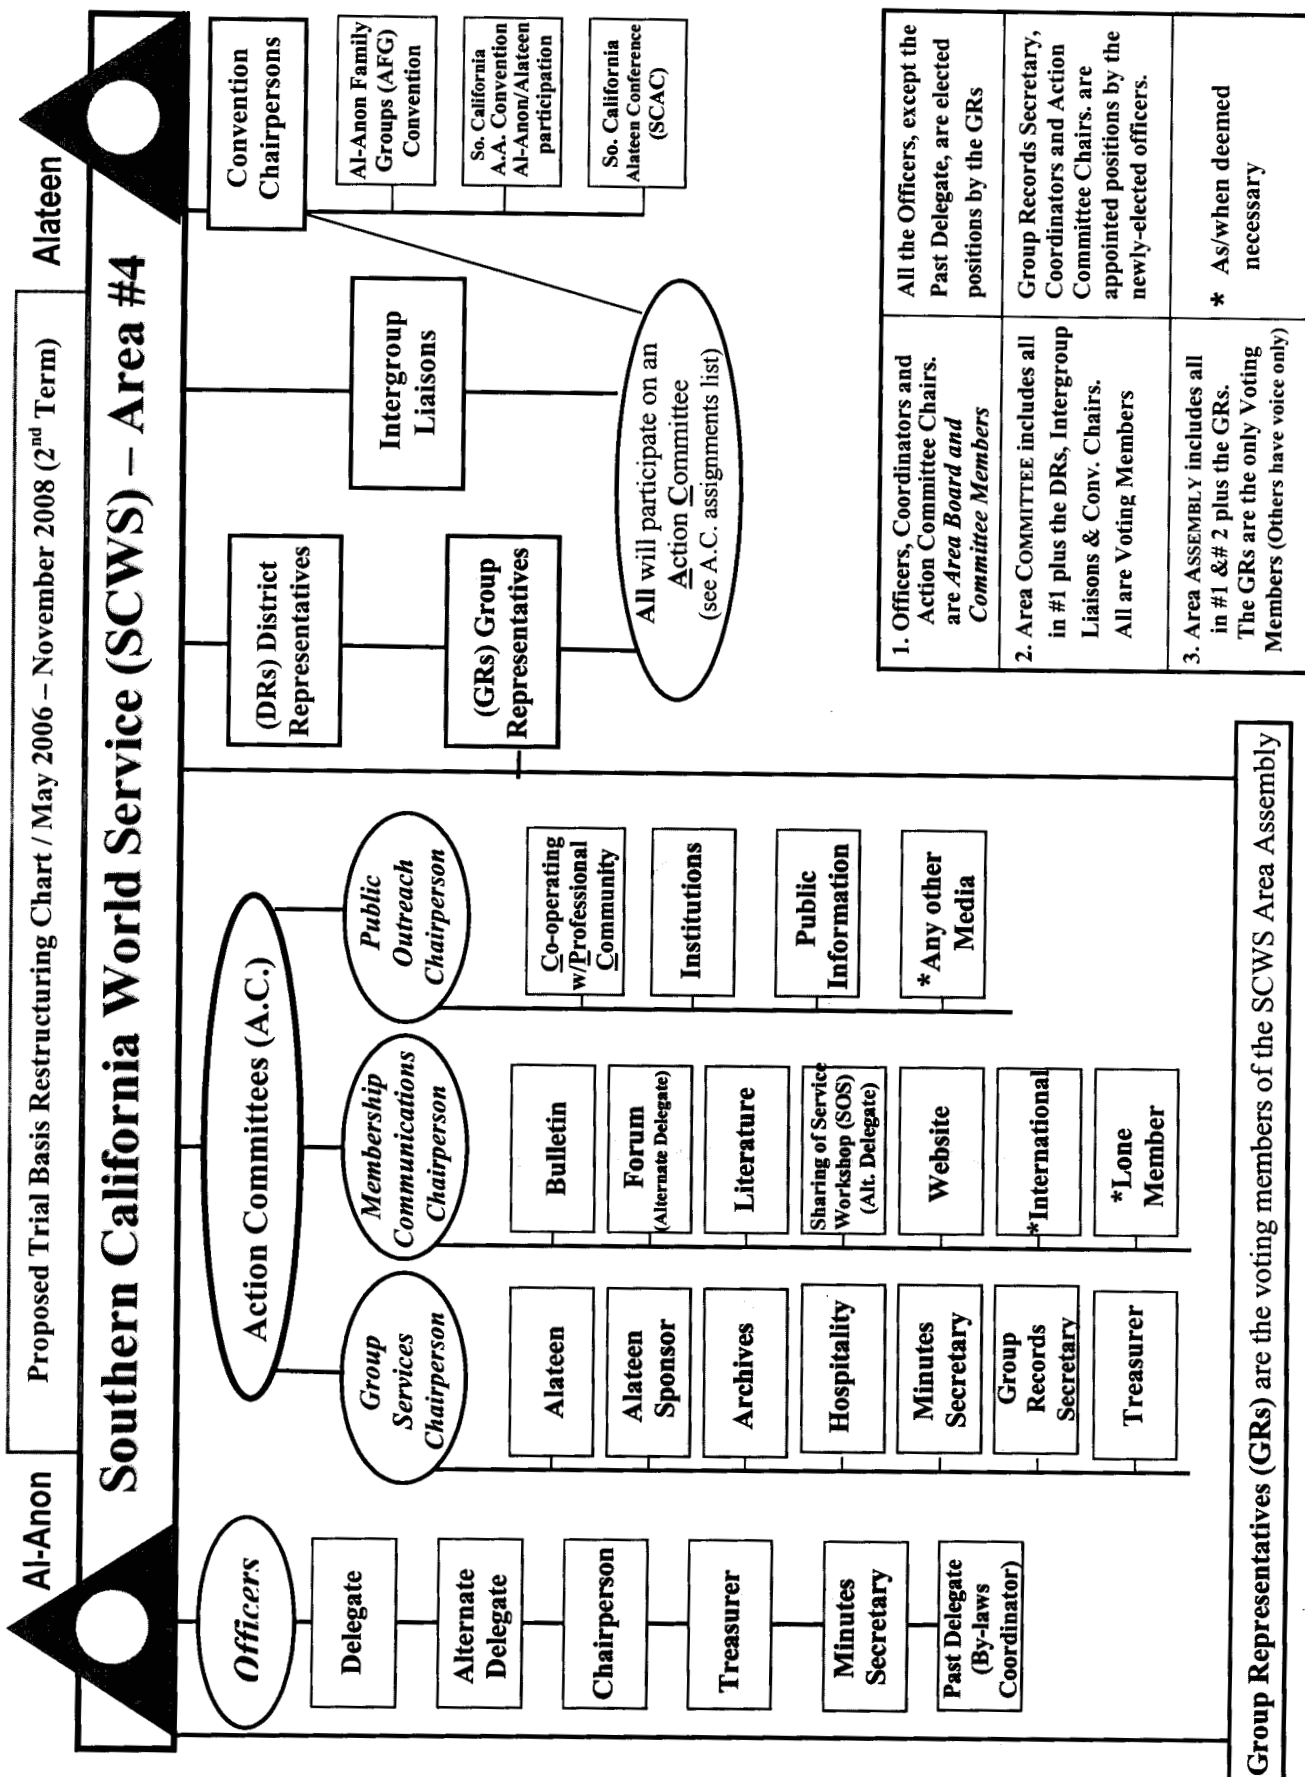 Al-Anon
Proposed Trial Basis Restructuring Chart / May 2006 – November 2008 (2nd Term)
Alateen
Southern California World Service (SCWS) – Area #4
Officers
Delegate
Alternate
Delegate
Chairperson
Treasurer
Minutes
Secretary
Past Delegate
(By-laws
Coordinator)
Action Committees (A.C.)
Group
Services
Chairperson
Alateen
Alateen
Sponsor
Archives
Hospitality
Minutes
Secretary
Group
Records
Secretary
Treasurer
Membership
Communications
Chairperson
Bulletin
Forum
(Alternate Delegate)
Literature
Sharing of Service
Workshop (SOS)
(Alt. Delegate)
Website
*International
*Lone
Member
Public
Outreach
Chairperson
Co-operating
w/Professional
Community
Institutions
Public
Information
*Any other
Media
(DRs) District
Representatives
(GRs) Group
Representatives
Intergroup
Liaisons
All will participate on an
Action Committee
(see A.C. assignments list)
Convention
Chairpersons
Al-Anon Family
Groups (AFG)
Convention
So. California
A.A. Convention
Al-Anon/Alateen
participation
So. California
Alateen Conference
(SCAC)
1. Officers, Coordinators and
Action Committee Chairs.
are Area Board and
Committee Members
All the Officers, except the
Past Delegate, are elected
positions by the GRs
2. Area COMMITTEE includes all
in #1 plus the DRs, Intergroup
Liaisons & Conv. Chairs.
All are Voting Members
Group Records Secretary,
Coordinators and Action
Committee Chairs. are
appointed positions by the
newly-elected officers.
3. Area ASSEMBLY includes all
in #1 &# 2 plus the GRs.
The GRs are the only Voting
Members (Others have voice only)
* As/when deemed
necessary
Group Representatives (GRs) are the voting members of the SCWS Area Assembly